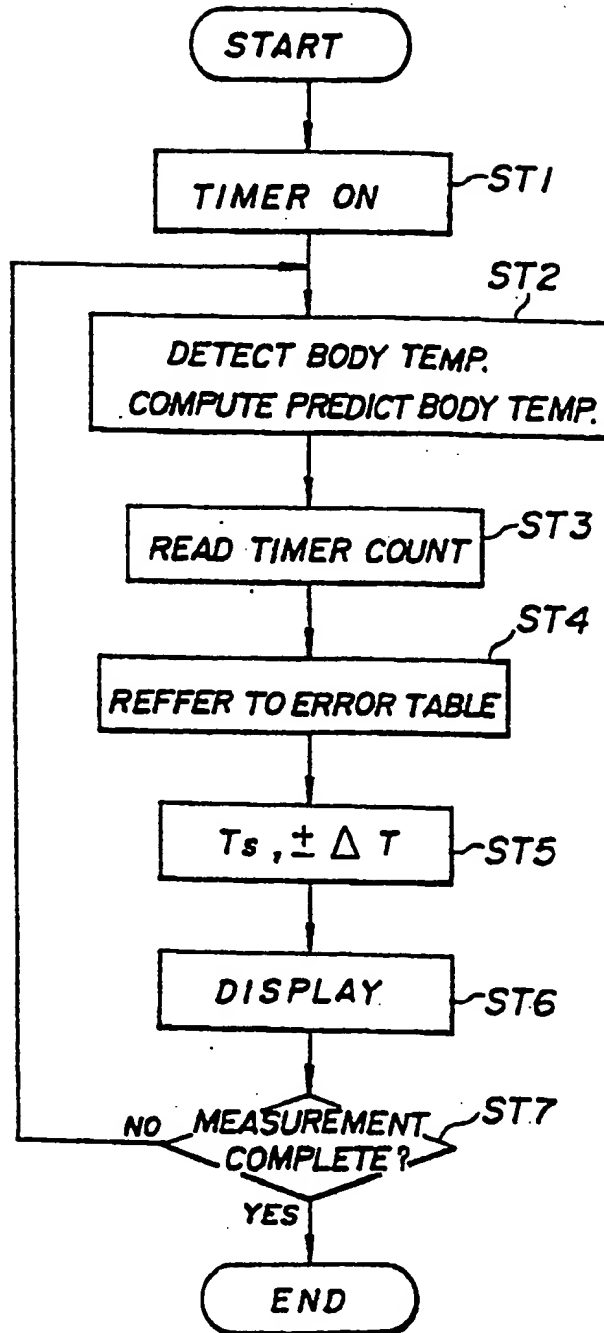 START
TIMER ON
ST1
ST2
DETECT BODY TEMP.
COMPUTE PREDICT BODY TEMP.
READ TIMER COUNT
ST3
ST4
REFFER TO ERROR TABLE
Ts, ± Δ T
ST5
DISPLAY
ST6
NO
MEASUREMENT
COMPLETE?
ST7
YES
END